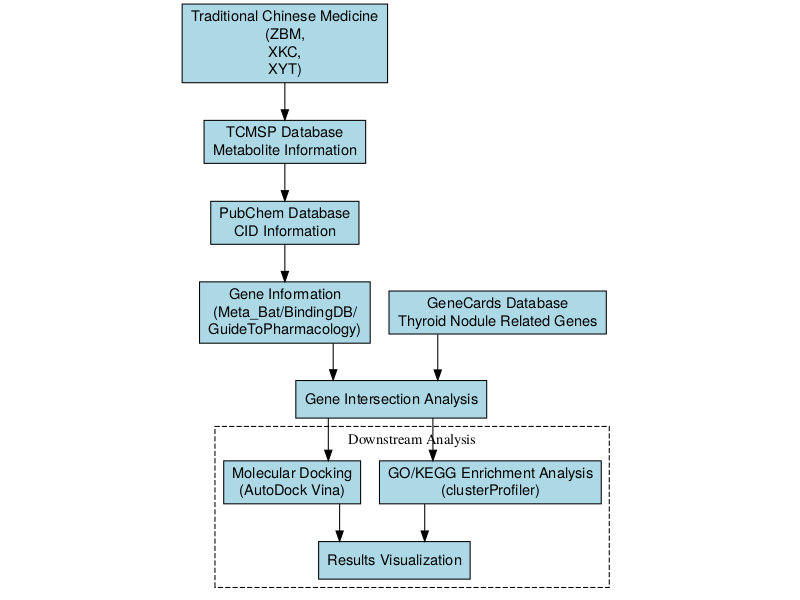 Traditional Chinese Medicine
(ZBM,
XKC,
XYT)
TCMSP Database
Metabolite Information
PubChem Database
CID Information
Gene Information
(Meta_Bat/BindingDB/
GuideToPharmacology)
GeneCards Database
Thyroid Nodule Related Genes
Gene Intersection Analysis
Downstream Analysis
Molecular Docking
(AutoDock Vina)
GO/KEGG Enrichment Analysis
(clusterProfiler)
Results Visualization